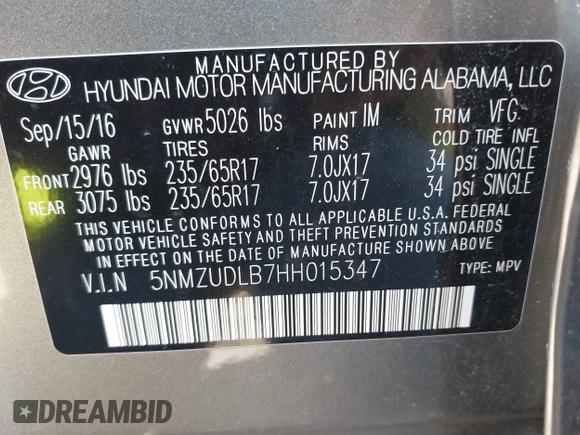 MANUFACTURED BY
HYUNDAI MOTOR MANUFACTURING ALABAMA, LLC
Sep/15/16 GVWR 5026 lbs PAINT IM TRIM VFG.
GAWR TIRES RIMS COLD TIRE INFL
FRONT 2976 lbs 235/65R17 7.0JX17 34 psi SINGLE
REAR 3075 lbs 235/65R17 7.0JX17 34 psi SINGLE
THIS VEHICLE CONFORMS TO ALL APPLICABLE U.S.A. FEDERAL
MOTOR VEHICLE SAFETY AND THEFT PREVENTION STANDARDS
IN EFFECT ON THE DATE OF MANUFACTURE SHOWN ABOVE.
V.I.N 5NMZUDLB7HH015347 TYPE: MPV
DREAMBID